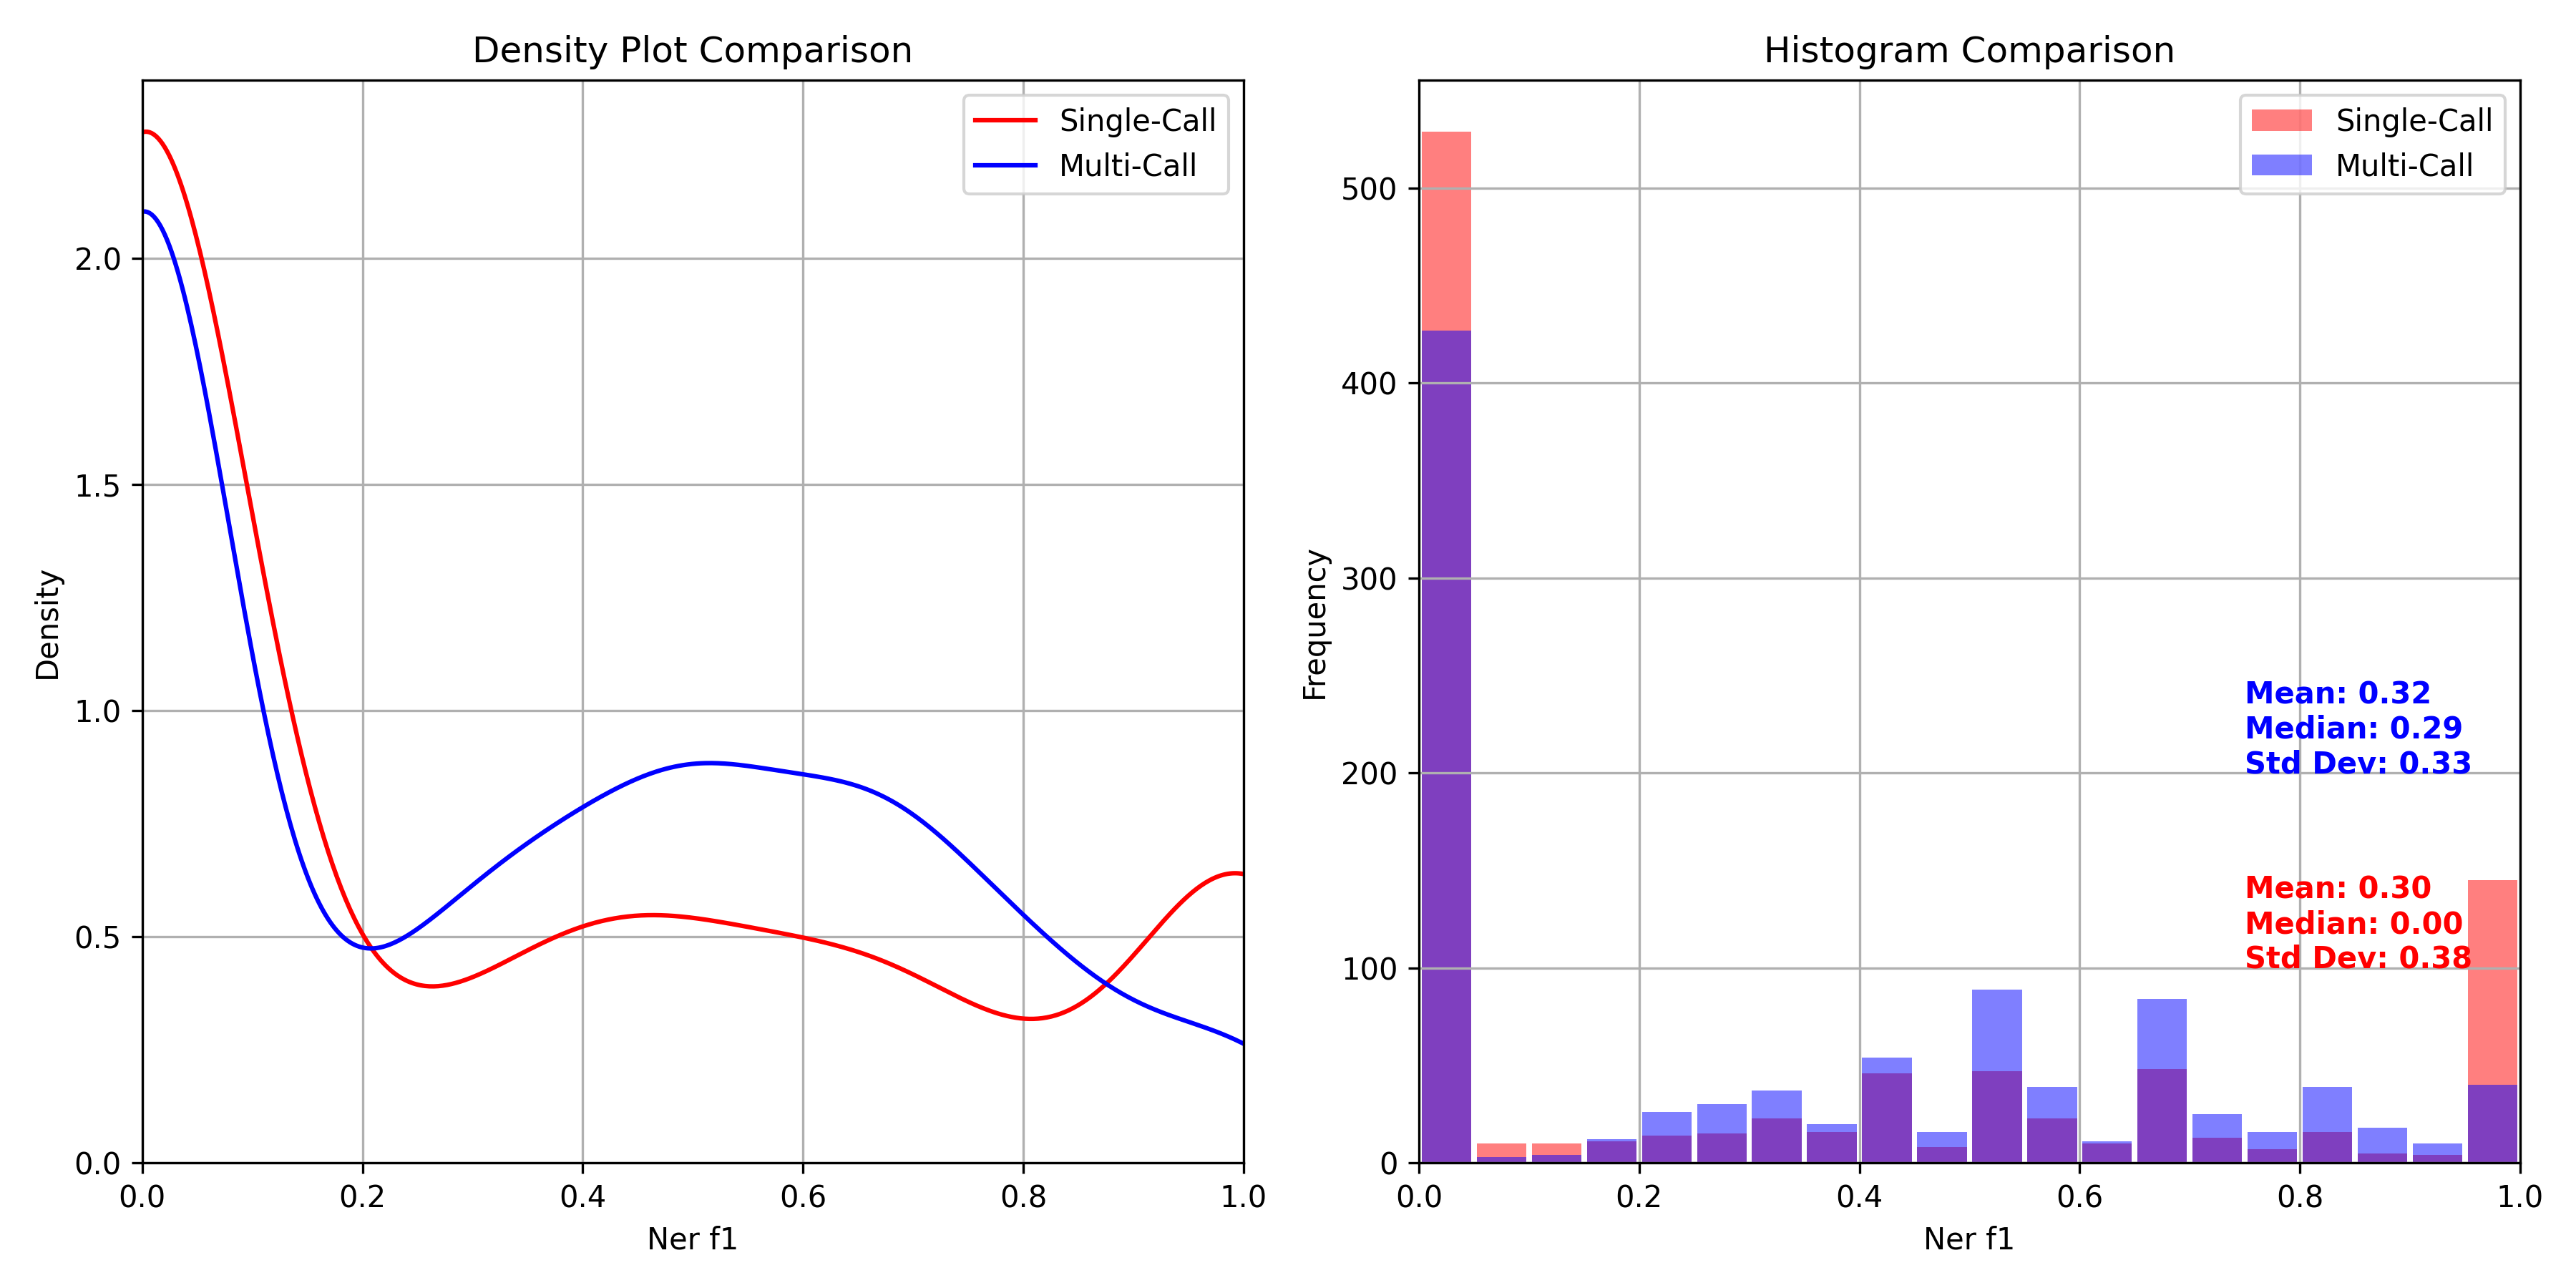 Density Plot Comparison
Single-Call
Multi-Call
2.0
1.5
1.0
0.5
0.0
Density
0.0 0.2 0.4 0.6 0.8 1.0
Ner f1
Histogram Comparison
Single-Call
Multi-Call
500
400
300
200
100
0
Frequency
Mean: 0.32
Median: 0.29
Std Dev: 0.33
Mean: 0.30
Median: 0.00
Std Dev: 0.38
0.0 0.2 0.4 0.6 0.8 1.0
Ner f1